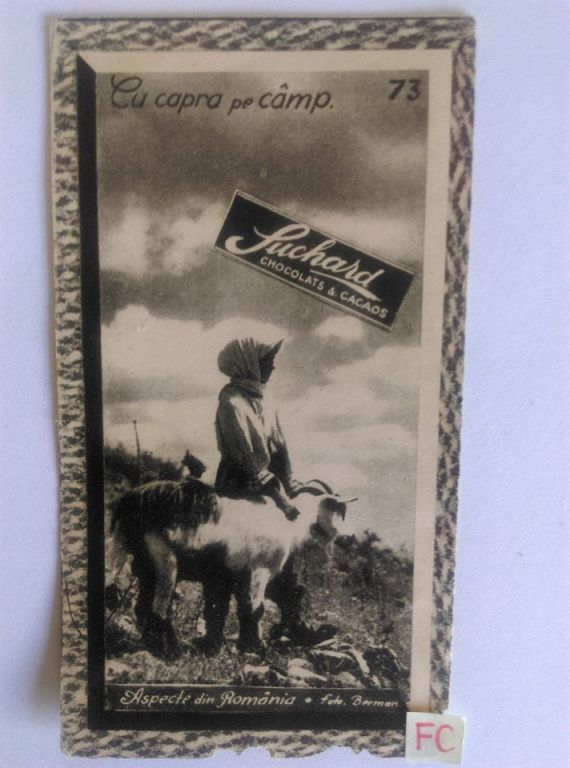 Cu capra pe câmp.
73
Suchard
CHOCOLATS & CACAOS
Aspecte din România * Foto. Berman
FC